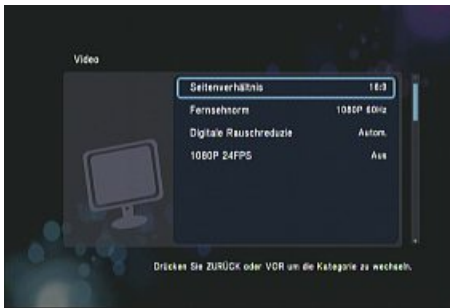 Video
Seitenverhältnis 16:9
Fernsehnorm 1080P 60Hz
Digitale Rauschreduzie Autom.
1080P 24FPS Aus
Drücken Sie ZURÜCK oder VOR um die Kategorie zu wechseln.